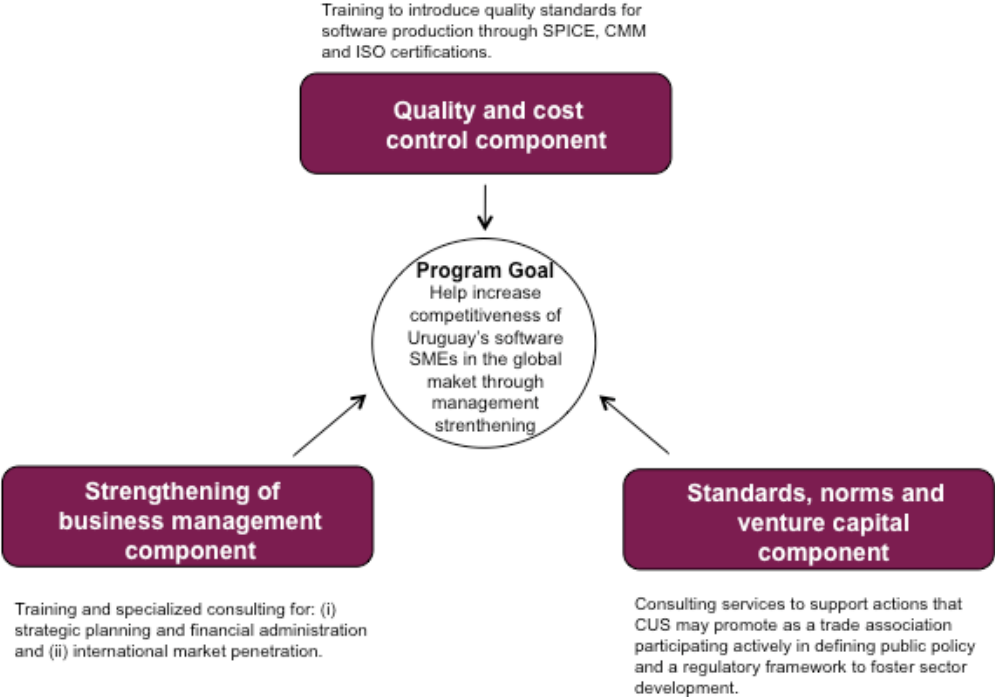 Training to introduce quality standards for
software production through SPICE, CMM
and ISO certifications.
Quality and cost
control component
Program Goal
Help increase
competitiveness of
Uruguay's software
SMEs in the global
maket through
management
strenthening
Strengthening of
business management
component
Training and specialized consulting for: (i)
strategic planning and financial administration
and (ii) international market penetration.
Standards, norms and
venture capital
component
Consulting services to support actions that
CUS may promote as a trade association
participating actively in defining public policy
and a regulatory framework to foster sector
development.